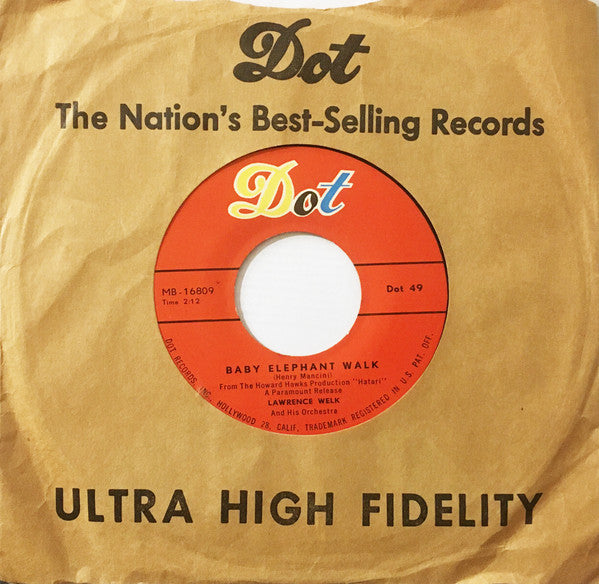 Dot
The Nation's Best-Selling Records
Dot
MB-16809
Time 2:12
Dot 49
BABY ELEPHANT WALK
(Henry Mancini)
From The Howard Hawks Production "Hatari"
A Paramount Release
LAWRENCE WELK
And His Orchestra
DOT RECORDS, INC. HOLLYWOOD 28, CALIF. TRADEMARK REGISTERED IN U.S. PAT. OFF.
ULTRA HIGH FIDELITY